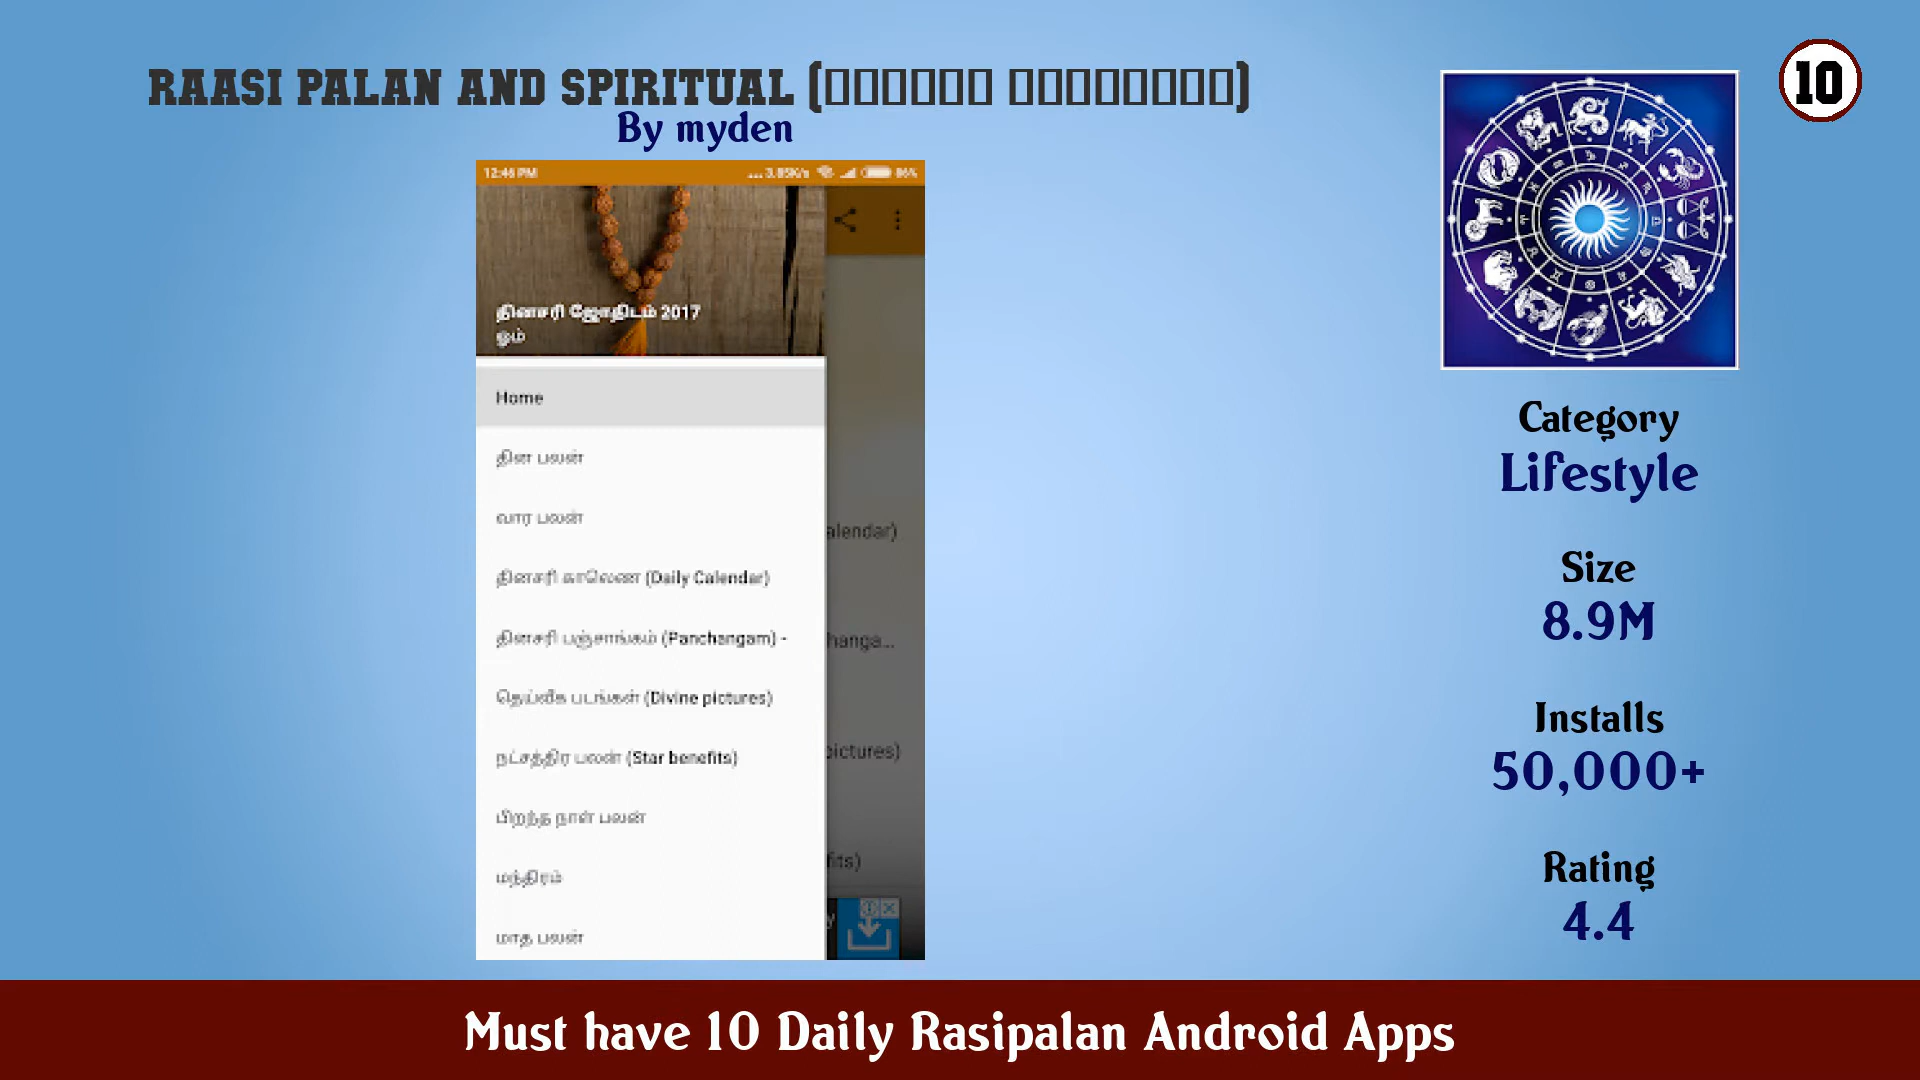 RAASI PALAN AND SPIRITUAL
By myden
10
12:46 PM
...3.85K/s 86%
தினசரி ஜோதிடம் 2017
ஓம்
Home
தின பலன்
வார பலன்
தினசரி காலெண (Daily Calendar)
தினசரி பஞ்சாங்கம் (Panchangam) -
தெய்வீக படங்கள் (Divine pictures)
நட்சத்திர பலன் (Star benefits)
பிறந்த நாள் பலன்
மந்திரம்
மாத பலன்
alendar)
hanga...
pictures)
fits)
y
Category
Lifestyle
Size
8.9M
Installs
50,000+
Rating
4.4
Must have 10 Daily Rasipalan Android Apps